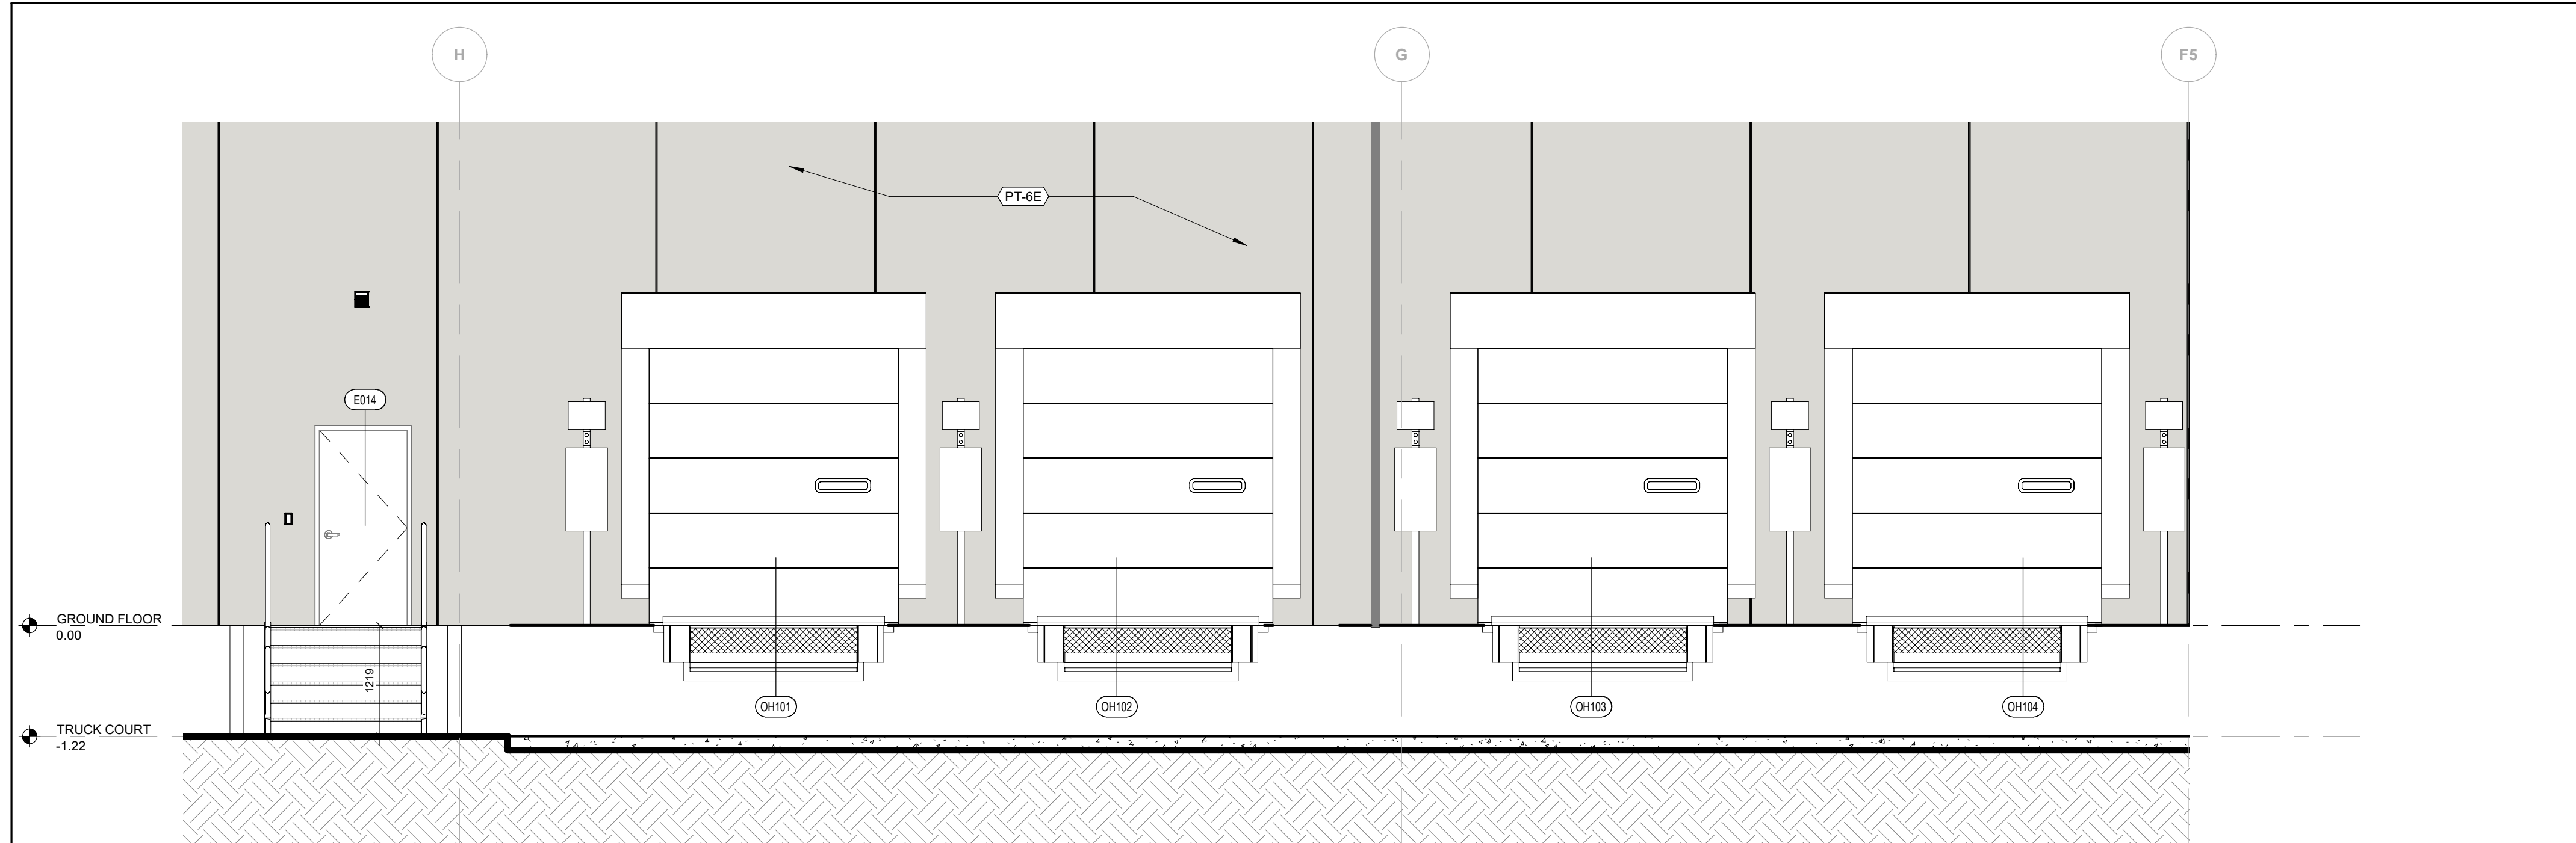 H
G
F5
PT-6E
E014
GROUND FLOOR
0.00
1219
OH101
OH102
OH103
OH104
TRUCK COURT
-1.22